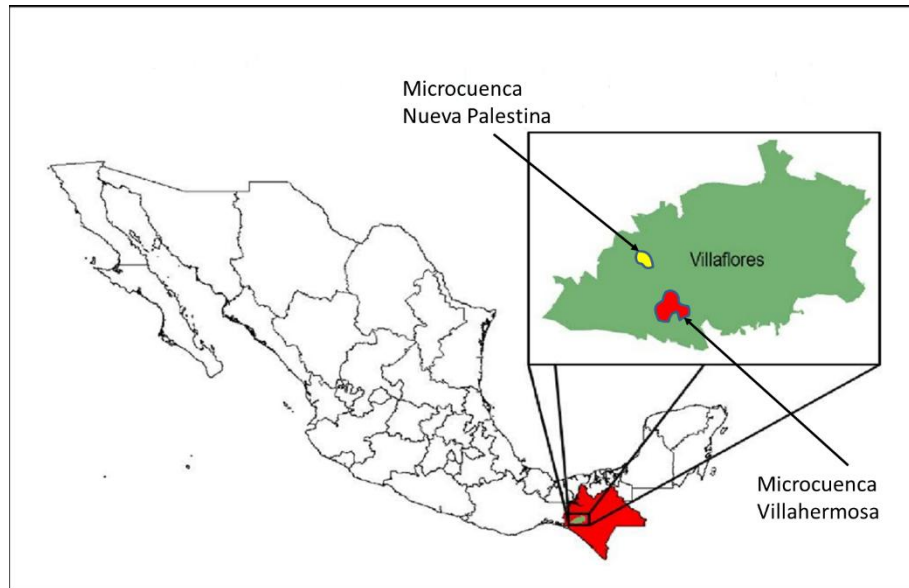 Microcuenca
Nueva Palestina
Villaflores
Microcuenca
Villahermosa